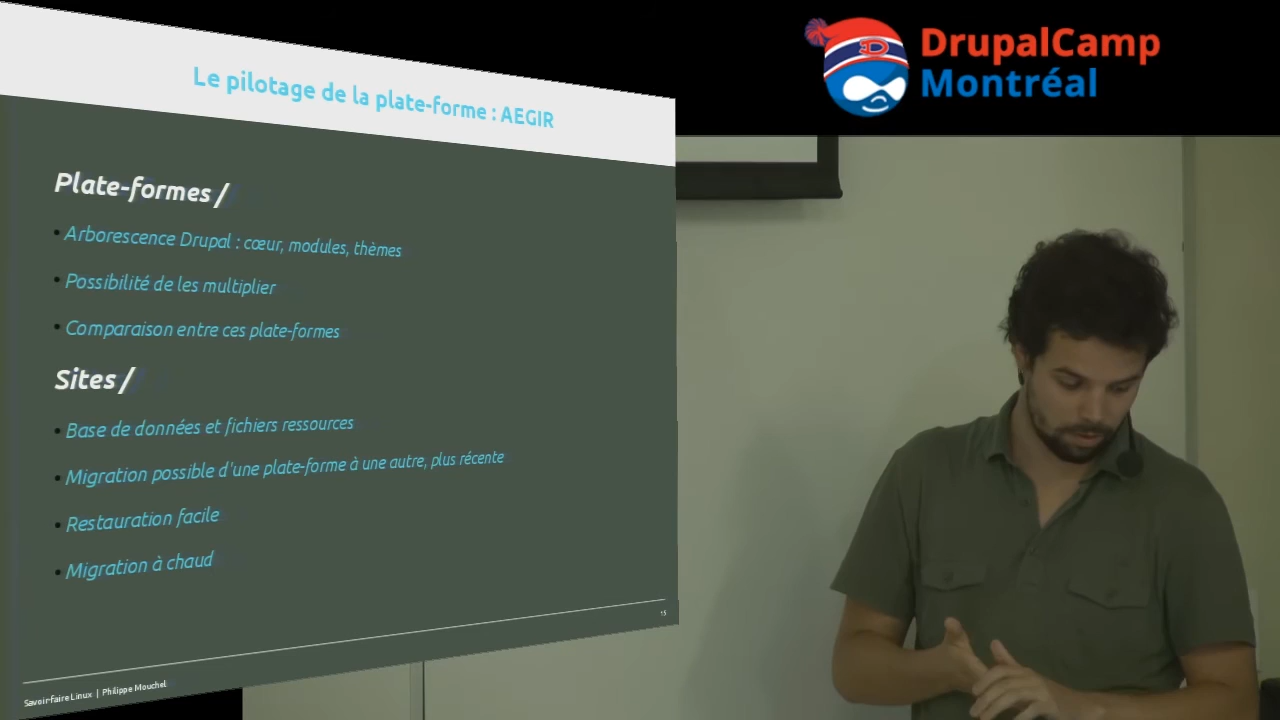 Le pilotage de la plate-forme : AEGIR
Plate-formes /
• Arborescence Drupal : cœur, modules, thèmes
• Possibilité de les multiplier
• Comparaison entre ces plate-formes
Sites /
• Base de données et fichiers ressources
• Migration possible d'une plate-forme à une autre, plus récente
• Restauration facile
• Migration à chaud
15
Savoir-faire Linux | Philippe Mouchel
DrupalCamp
Montréal